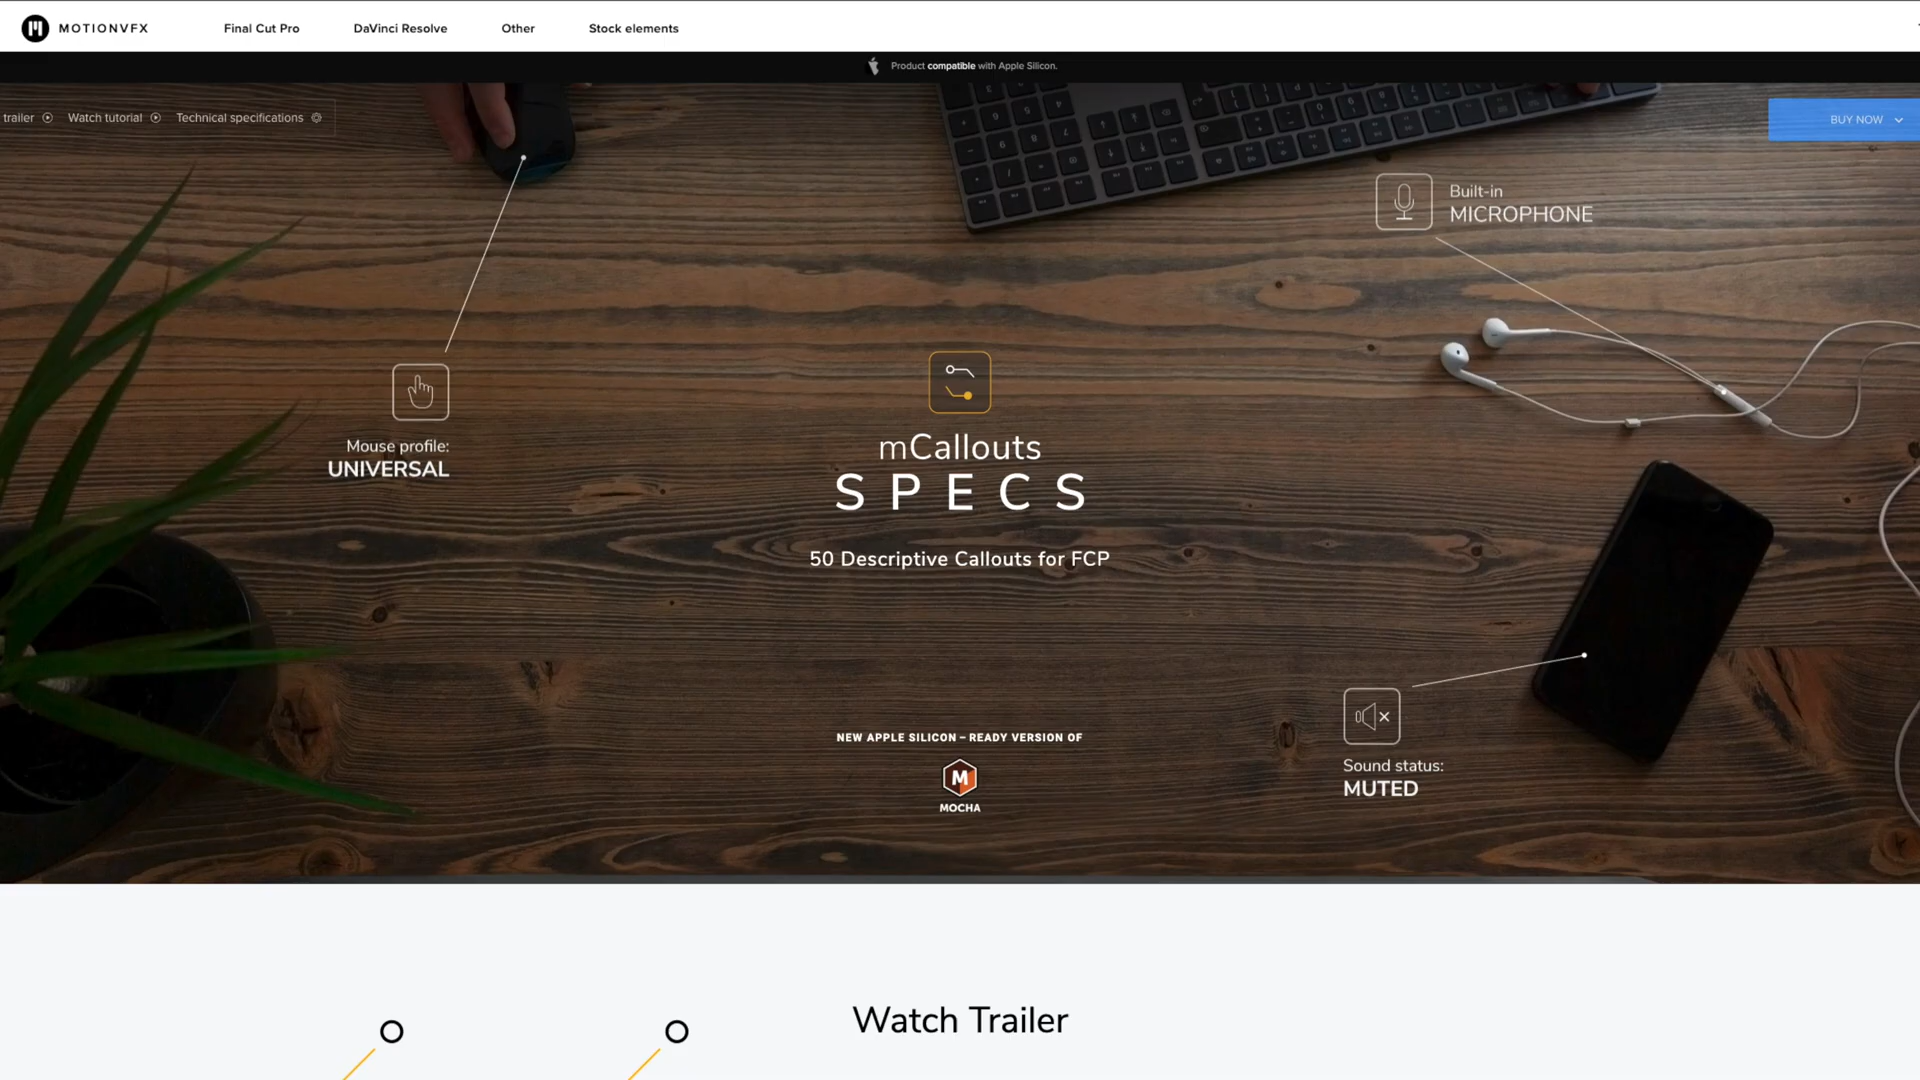 MOTIONVFX
Final Cut Pro
DaVinci Resolve
Other
Stock elements
Product compatible with Apple Silicon.
trailer
Watch tutorial
Technical specifications
BUY NOW
Built-in
MICROPHONE
Mouse profile:
UNIVERSAL
mCallouts
SPECS
50 Descriptive Callouts for FCP
NEW APPLE SILICON – READY VERSION OF
M
MOCHA
Sound status:
MUTED
Watch Trailer